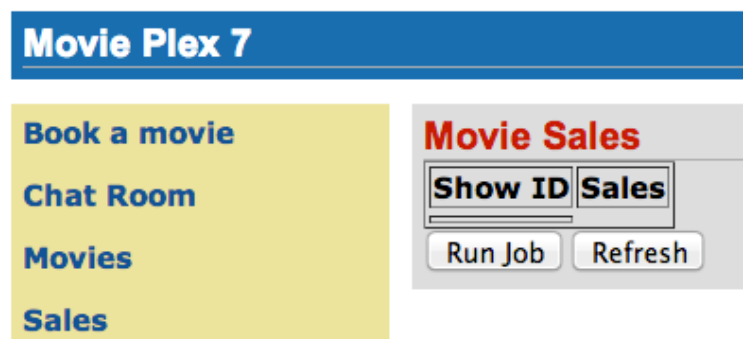 Movie Plex 7
Book a movie
Chat Room
Movies
Sales
Movie Sales
Show ID Sales
Run Job Refresh